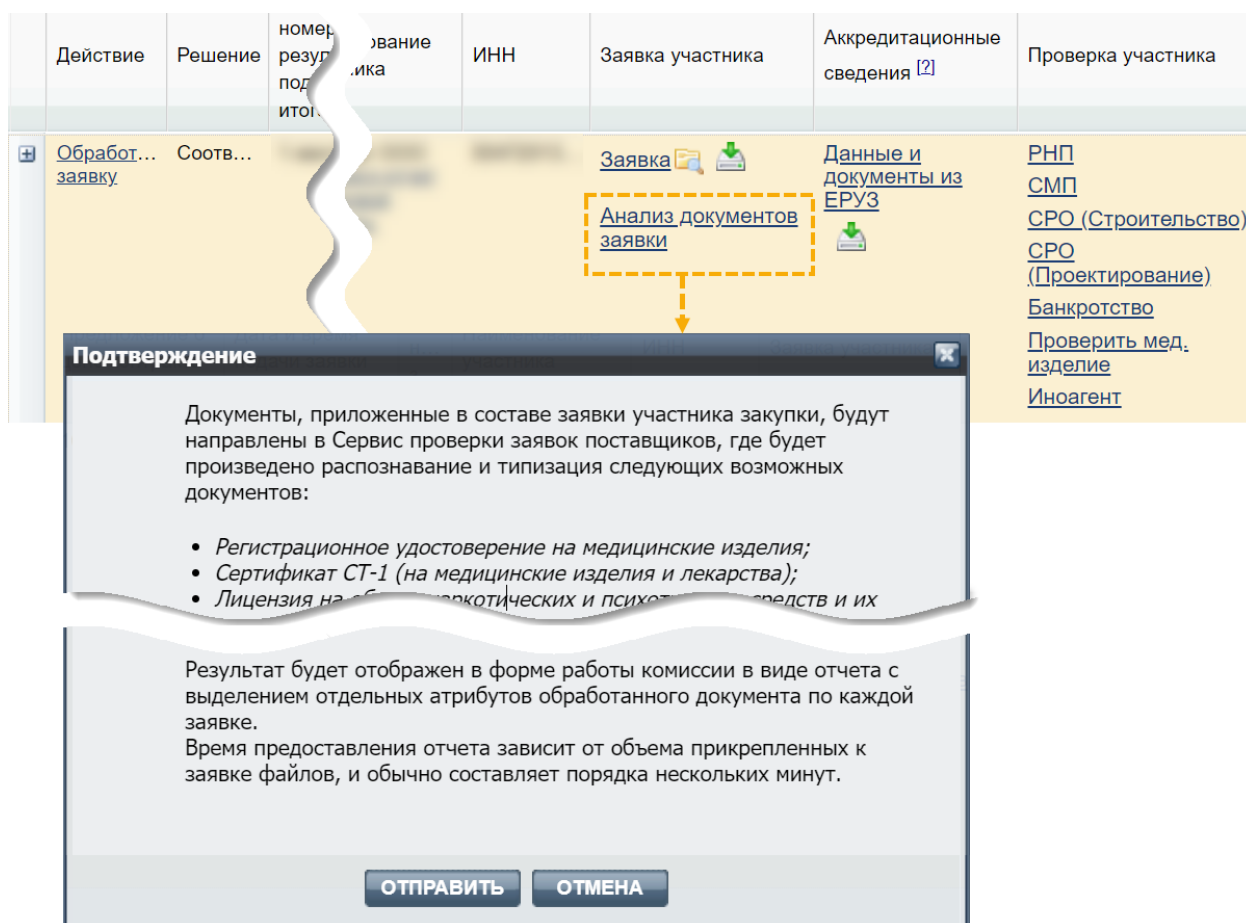 Действие
Решение
ИНН
Заявка участника
Аккредитационные
сведения [?]
Проверка участника
Обработ...
заявку
Соотв...
Заявка
Анализ документов
заявки
Данные и
документы из
ЕРУЗ
РНП
СМП
СРО (Строительство)
СРО
(Проектирование)
Банкротство
Проверить мед.
изделие
Иноагент
Подтверждение
Документы, приложенные в составе заявки участника закупки, будут
направлены в Сервис проверки заявок поставщиков, где будет
произведено распознавание и типизация следующих возможных
документов:
• Регистрационное удостоверение на медицинские изделия;
• Сертификат СТ-1 (на медицинские изделия и лекарства);
• Лицензия на и их
Результат будет отображен в форме работы комиссии в виде отчета с
выделением отдельных атрибутов обработанного документа по каждой
заявке.
Время предоставления отчета зависит от объема прикрепленных к
заявке файлов, и обычно составляет порядка нескольких минут.
ОТПРАВИТЬ
ОТМЕНА